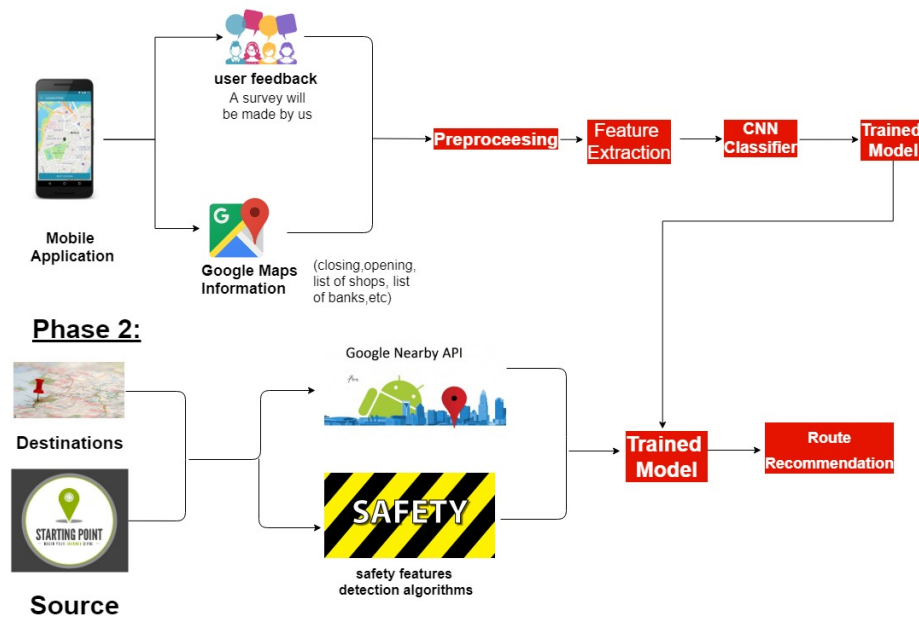 user feedback
A survey will
be made by us
Preproceesing
Feature
Extraction
CNN
Classifier
Trained
Model
Mobile
Application
G
Google Maps
Information
(closing,opening,
list of shops, list
of banks,etc)
Phase 2:
Google Nearby API
Destinations
STARTING POINT
SAFETY
Trained
Model
Route
Recommendation
safety features
detection algorithms
Source